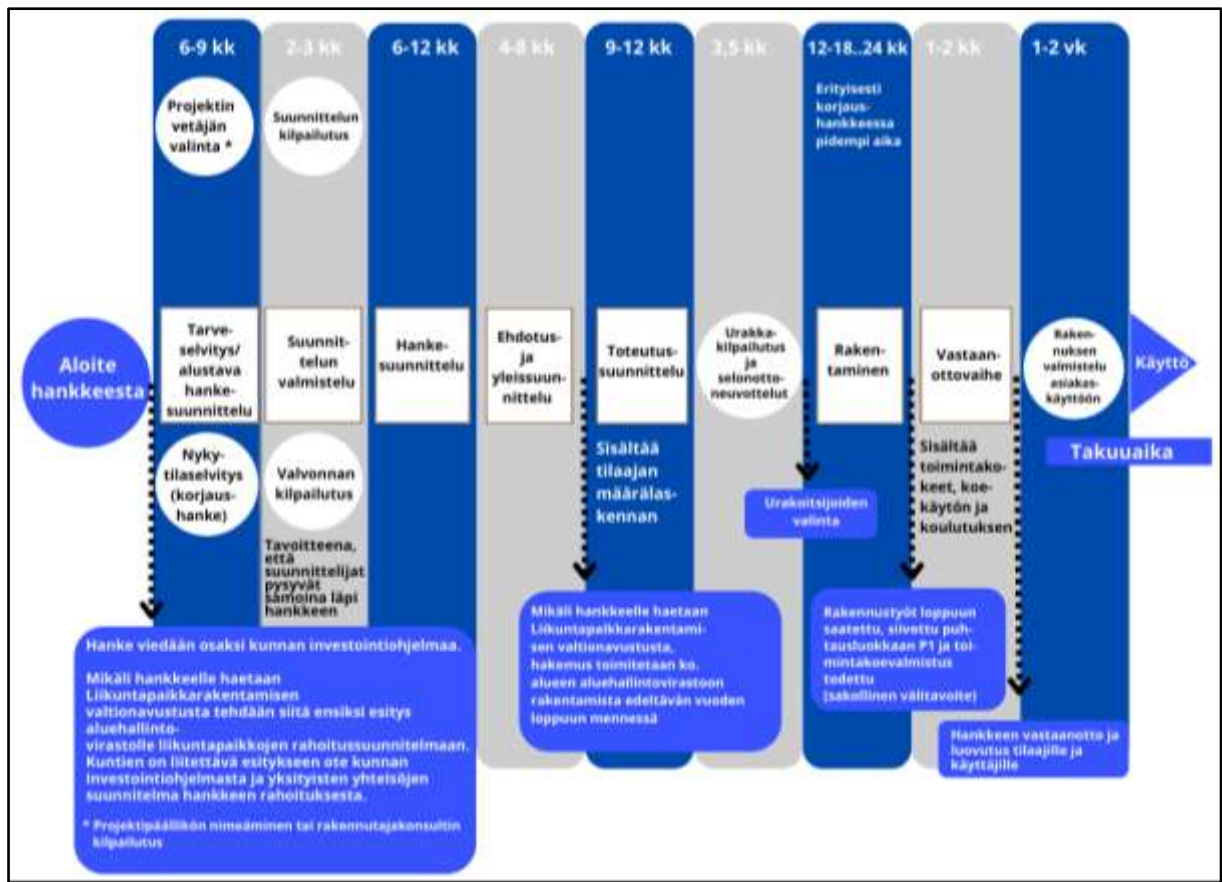 6-9 kk
2-3 kk
6-12 kk
4-8 kk
9-12 kk
3,5 kk
12-18..24 kk
1-2 kk
1-2 vk
Projektin
vetäjän
valinta *
Suunnittelun
kilpailutus
Erityisesti
korjaus-
hankkeessa
pidempi aika
Aloite
hankkeesta
Tarve-
selvitys/
alustava
hanke-
suunnittelu
Suunnit-
telun
valmistelu
Hanke-
suunnittelu
Ehdotus-
ja
yleissuun-
nittelu
Toteutus-
suunnittelu
Urakka-
kilpailutus
ja
selonotto-
neuvottelut
Raken-
taminen
Vastaan-
ottovaihe
Raken-
nuksen
valmistelu
asiakas-
käyttöön
Käyttö
Takuuaika
Nyky-
tilaselvitys
(korjaus-
hanke)
Valvonnan
kilpailutus
Tavoitteena,
että
suunnittelijat
pysyvät
samoina läpi
hankkeen
Sisältää
tilaajan
määrälas-
kennan
Urakoitsijoiden
valinta
Sisältää
toimintako-
keet, koe-
käytön ja
koulutuksen
Hanke viedään osaksi kunnan investointiohjelmaa.
Mikäli hankkeelle haetaan
Liikuntapaikkarakentamisen
valtionavustusta tehdään siitä ensiksi esitys
aluehallinto-
virastolle liikuntapaikkojen rahoitussuunnitelmaan.
Kuntien on liitettävä esitykseen ote kunnan
investointiohjelmasta ja yksityisten yhteisöjen
suunnitelma hankkeen rahoituksesta.
* Projektipäällikön nimeäminen tai rakennuttajakonsultin
kilpailutus
Mikäli hankkeelle haetaan
Liikuntapaikkarakentami-
sen valtionavustusta,
hakemus toimitetaan ko.
alueen aluehallintovirastoon
rakentamista edeltävän vuoden
loppuun mennessä
Rakennustyöt loppuun
saatettu, siivottu puh-
tausluokkaan P1 ja toi-
mintakoevalmistus
todettu
(sakollinen välitavoite)
Hankkeen vastaanotto ja
luovutus tilaajille ja
käyttäjille